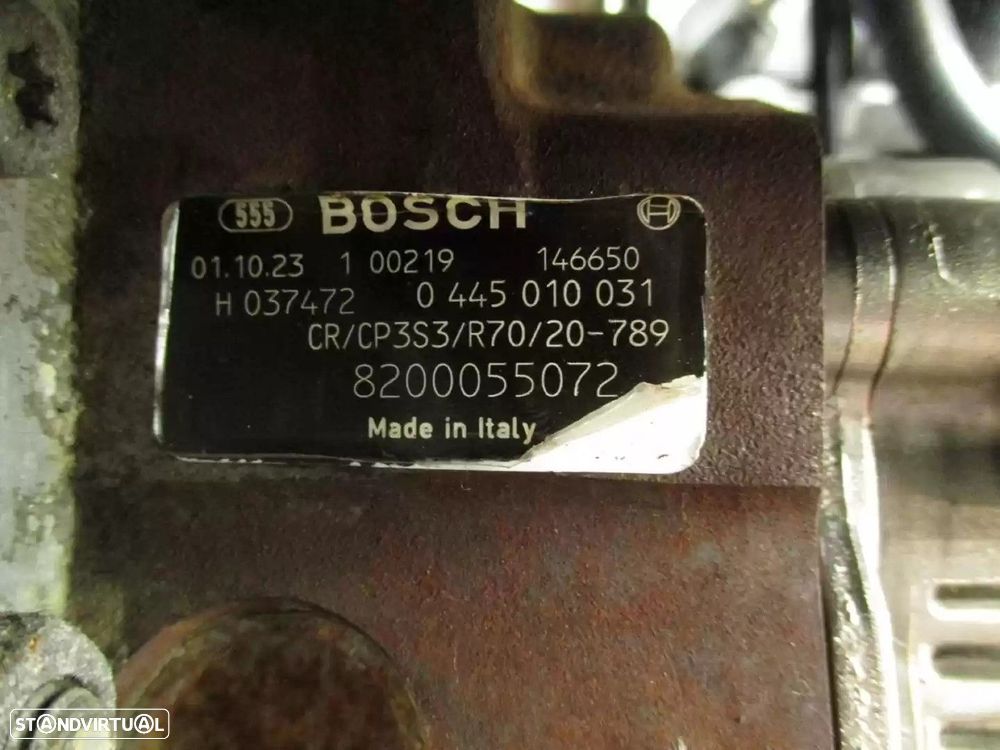 555 BOSCH
01.10.23 1 00219 146650
H 037472 0 445 010 031
CR/CP3S3/R70/20-789
8200055072
Made in Italy
STANDVIRTUAL